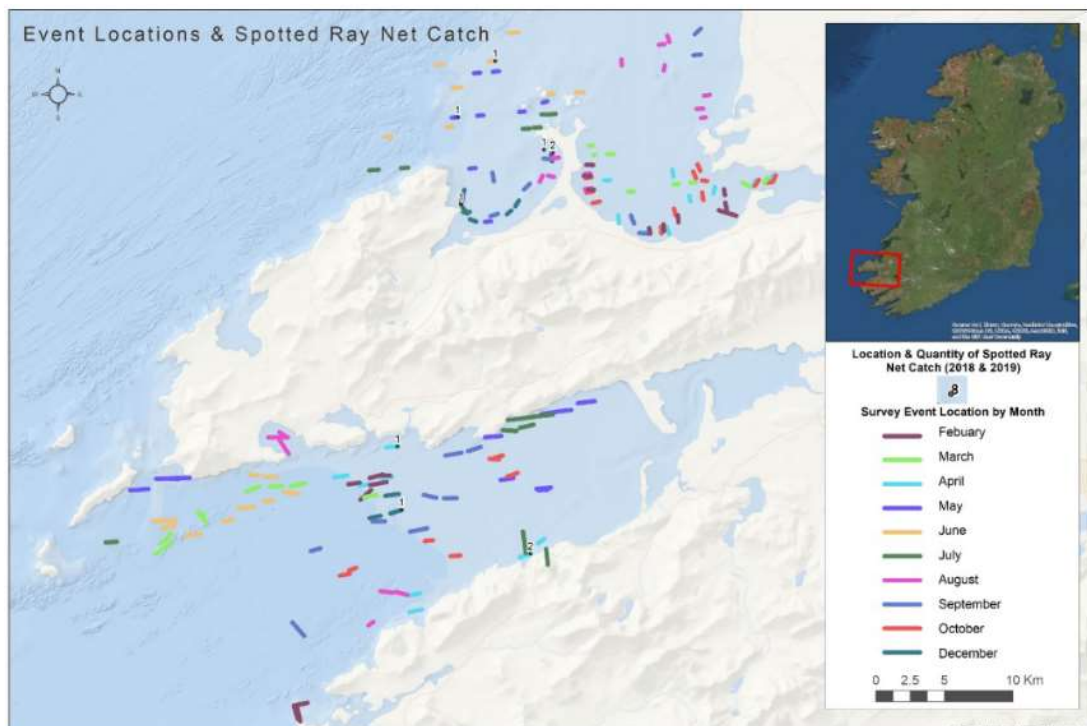 Event Locations & Spotted Ray Net Catch
N
1
1
1 2
1
1
2
Location & Quantity of Spotted Ray
Net Catch (2018 & 2019)
Survey Event Location by Month
Febuary
March
April
May
June
July
August
September
October
December
0 2.5 5 10 Km